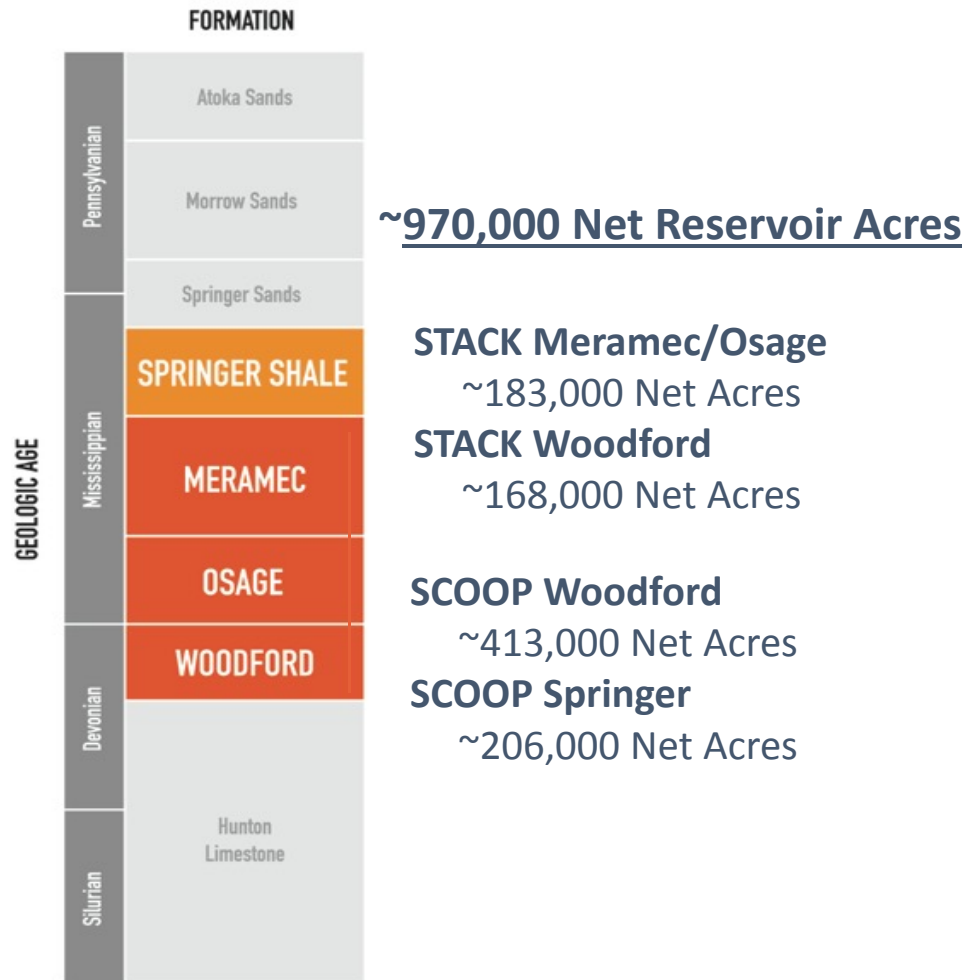 FORMATION
GEOLOGIC AGE
Pennsylvanian
Mississippian
Devonian
Silurian
Atoka Sands
Morrow Sands
Springer Sands
SPRINGER SHALE
MERAMEC
OSAGE
WOODFORD
Hunton
Limestone
~970,000 Net Reservoir Acres
STACK Meramec/Osage
~183,000 Net Acres
STACK Woodford
~168,000 Net Acres
SCOOP Woodford
~413,000 Net Acres
SCOOP Springer
~206,000 Net Acres